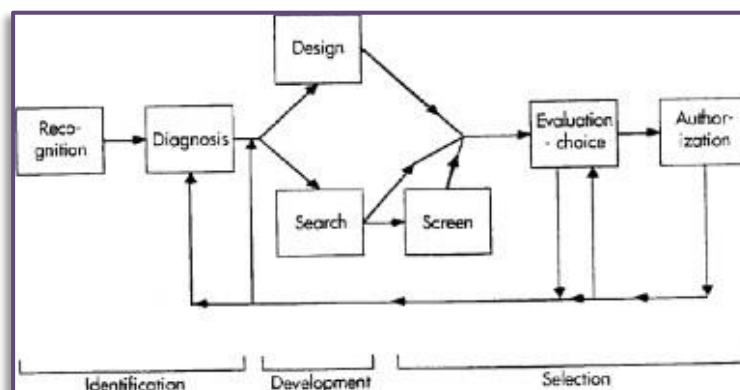 Design
Reco-
gnition
Diagnosis
Evaluation
- choice
Author-
ization
Search
Screen
Identification
Development
Selection